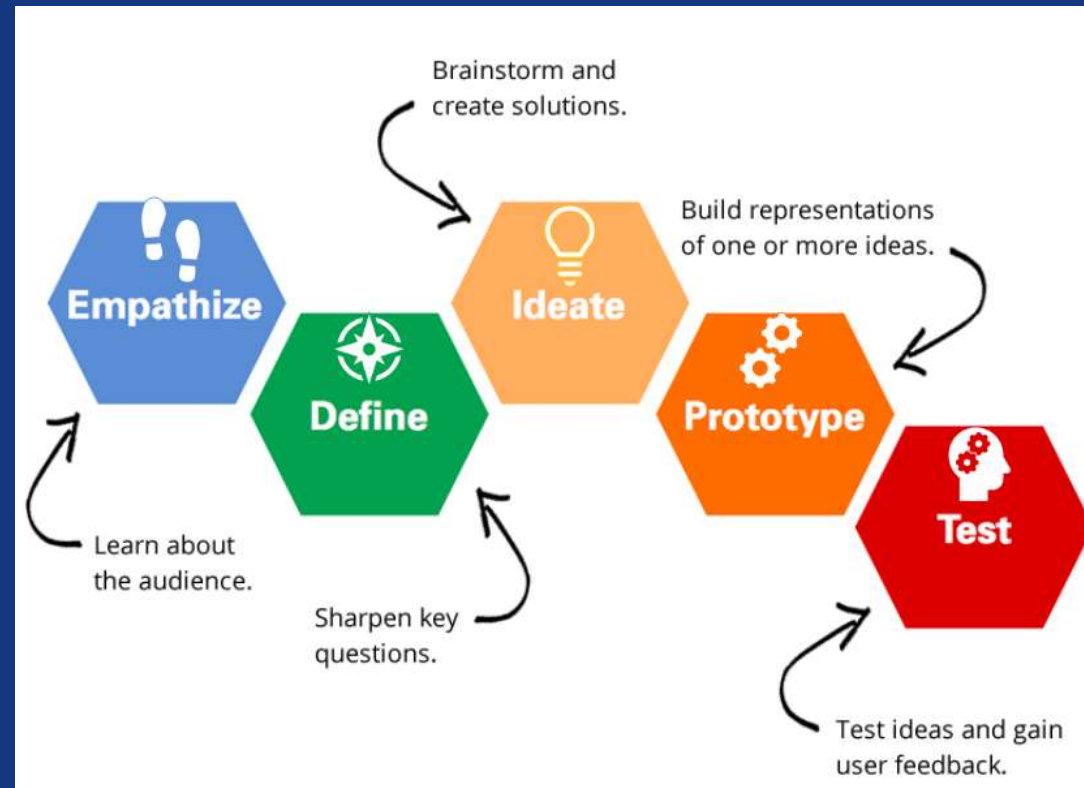 Brainstorm and
create solutions.
Build representations
of one or more ideas.
Empathize
Ideate
Define
Prototype
Test
Learn about
the audience.
Sharpen key
questions.
Test ideas and gain
user feedback.